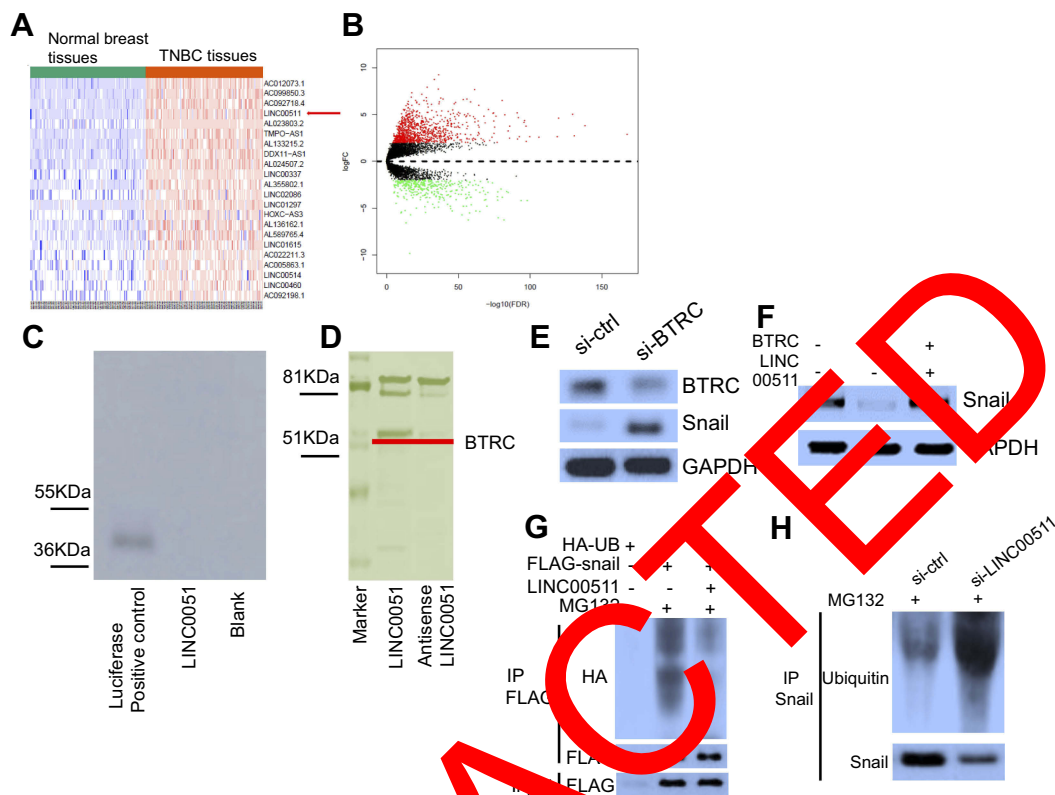 A
Normal breast
tissues
TNBC tissues
AC012073.1
AC099850.3
AC092718.4
LINC00511
AL023803.2
TMPO-AS1
AL133215.2
DDX11-AS1
AL024507.2
LINC00337
AL355802.1
LINC02086
LINC01297
HOXC-AS3
AL136162.1
AL589765.4
LINC01615
AC022211.3
AC005863.1
LINC00514
LINC00460
AC092198.1
B
logFC
10
5
0
-5
-10
0
50
100
150
-log10(FDR)
C
55KDa
36KDa
Luciferase
Positive control
LINC0051
Blank
D
81KDa
51KDa
BTRC
Marker
LINC0051
Antisense
LINC0051
E
si-ctrl
si-BTRC
BTRC
Snail
GAPDH
F
BTRC - +
LINC
00511 - - +
Snail
G
HA-UB +
FLAG-snail - + +
LINC00511 - - +
MG132 - + +
IP
FLAG
HA
FLAG
H
si-ctrl
si-LINC00511
MG132 + +
IP
Snail
Ubiquitin
Snail